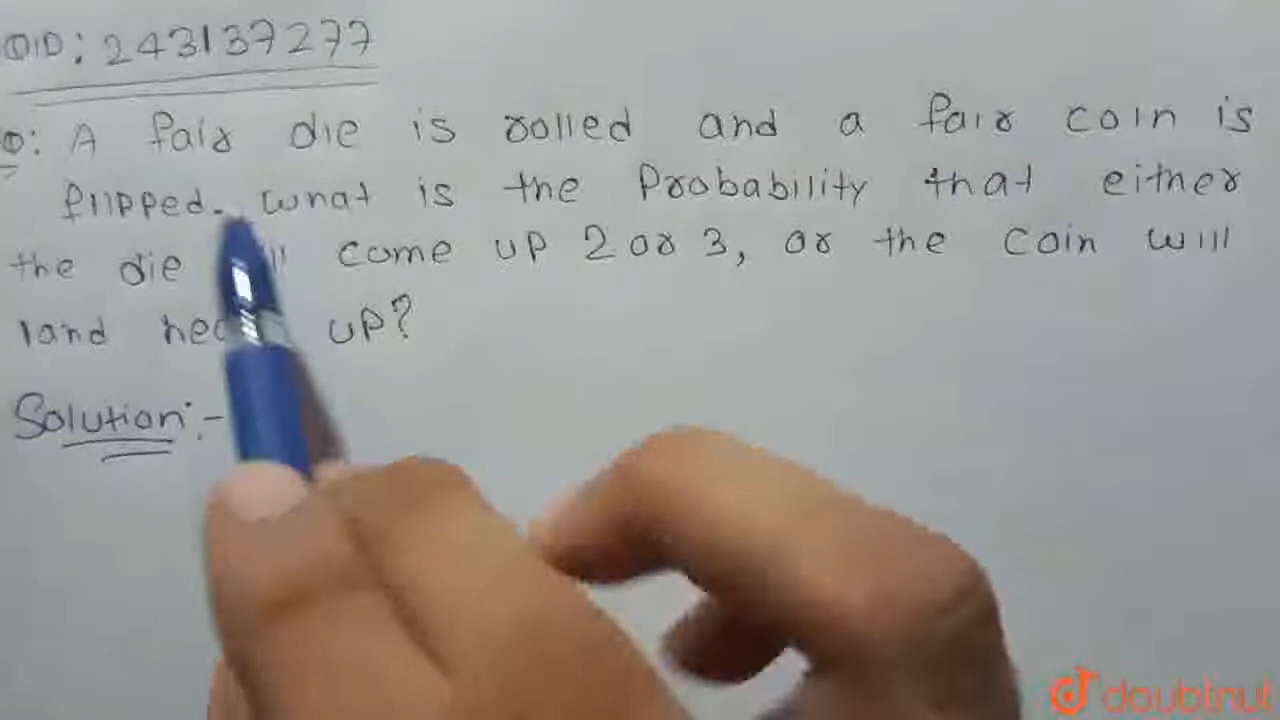 QID: 243137277
Q: A fair die is rolled and a fair coin is
flipped. What is the Probability that either
the die come up 2 or 3, or the coin will
land up?
Solution:-
doubtnut